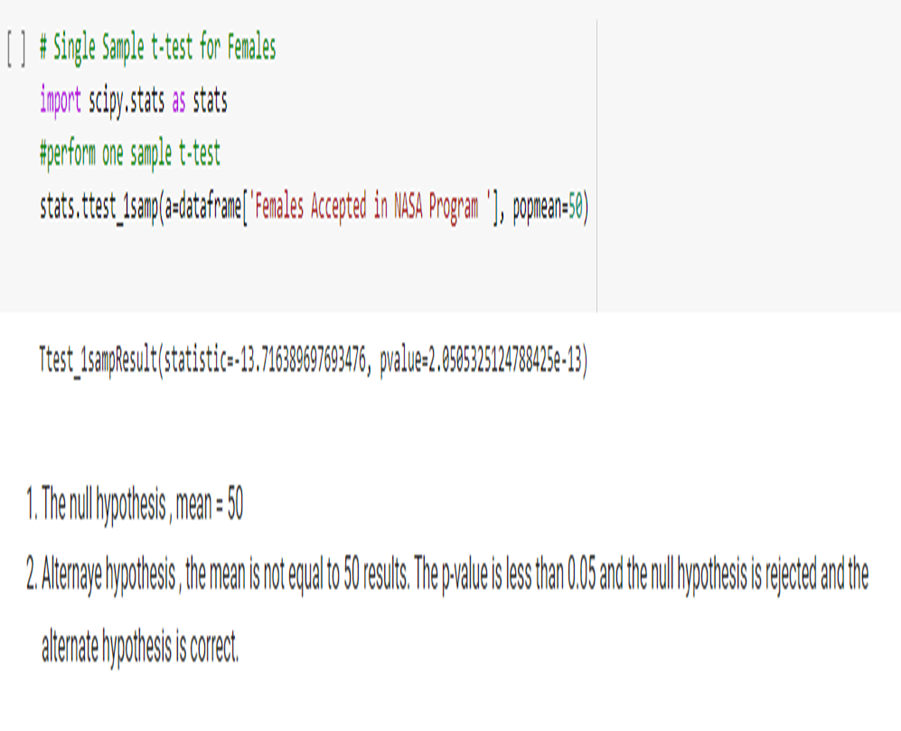 [ ] # Single Sample t-test for Females
import scipy.stats as stats
#perform one sample t-test
stats.ttest_1samp(a=dataframe['Females Accepted in NASA Program '], popmean=50)
Ttest_1sampResult(statistic=-13.716389697693476, pvalue=2.0505325124788425e-13)
1. The null hypothesis , mean = 50
2. Alternaye hypothesis , the mean is not equal to 50 results. The p-value is less than 0.05 and the null hypothesis is rejected and the
alternate hypothesis is correct.